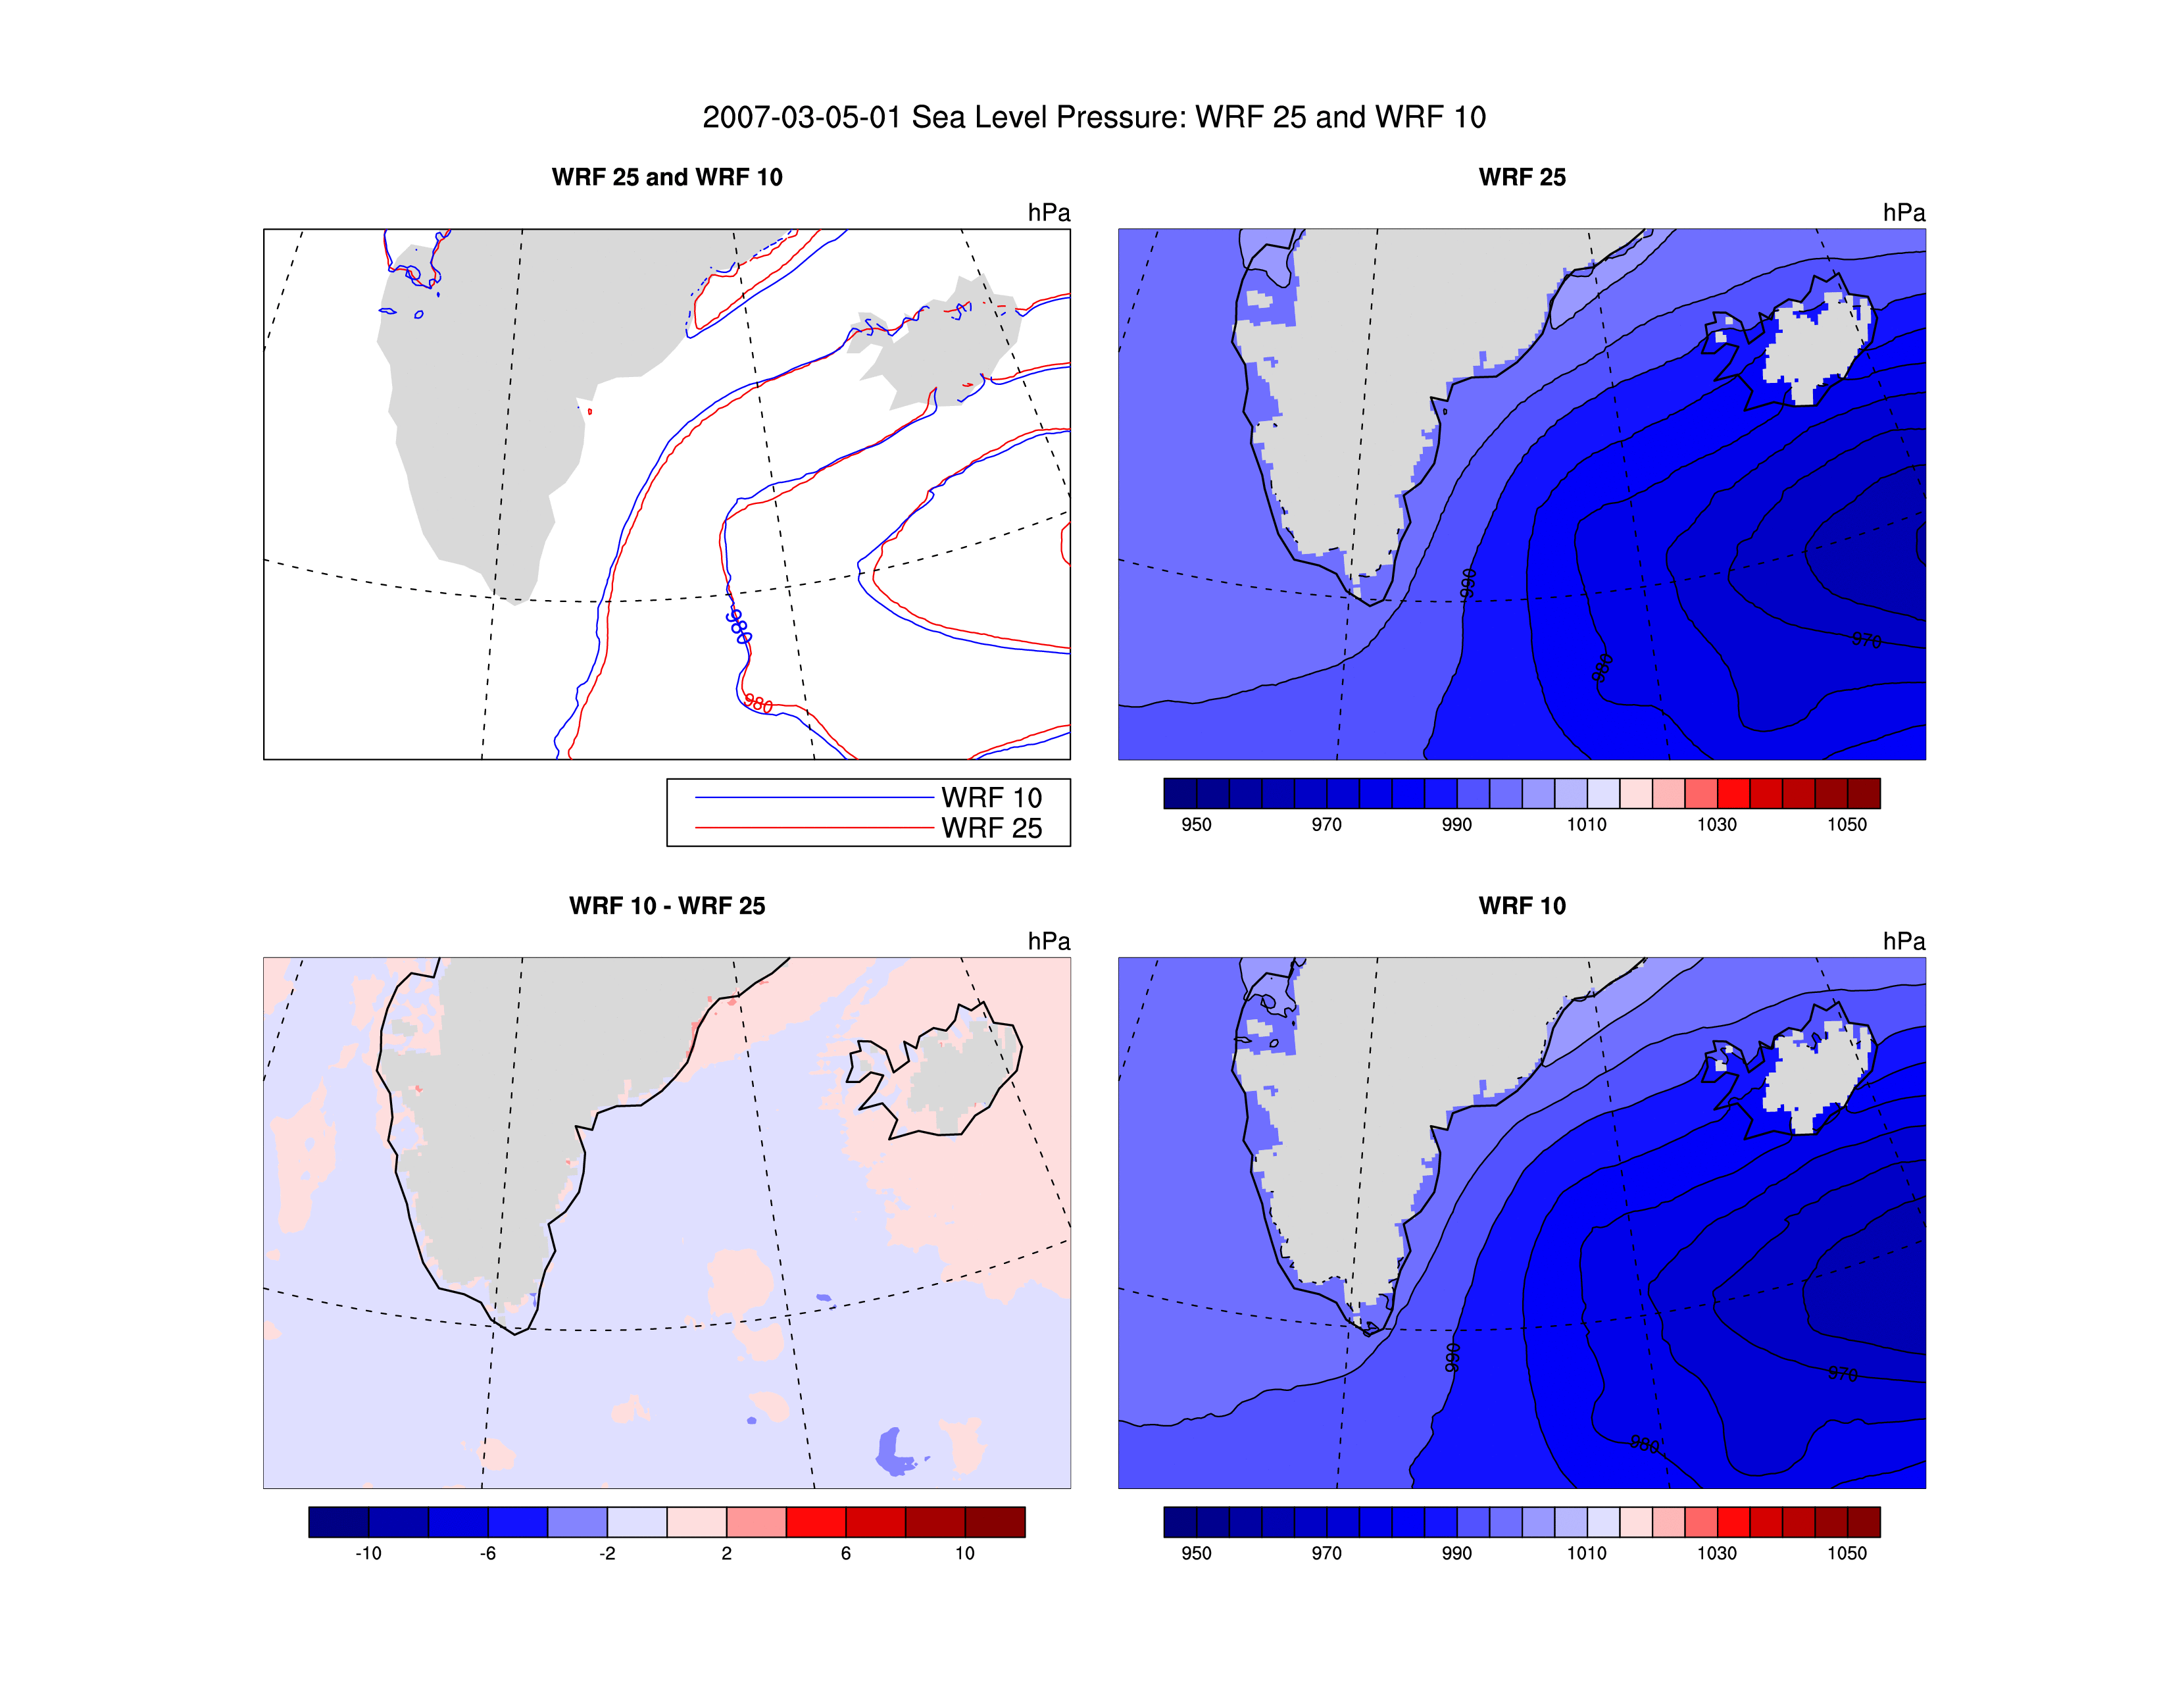 2007-03-05-01 Sea Level Pressure: WRF 25 and WRF 10
WRF 25 and WRF 10
hPa
980
980
WRF 10
WRF 25
WRF 25
hPa
990
980
970
950 970 990 1010 1030 1050
WRF 10 - WRF 25
hPa
-10 -6 -2 2 6 10
WRF 10
hPa
990
970
980
950 970 990 1010 1030 1050